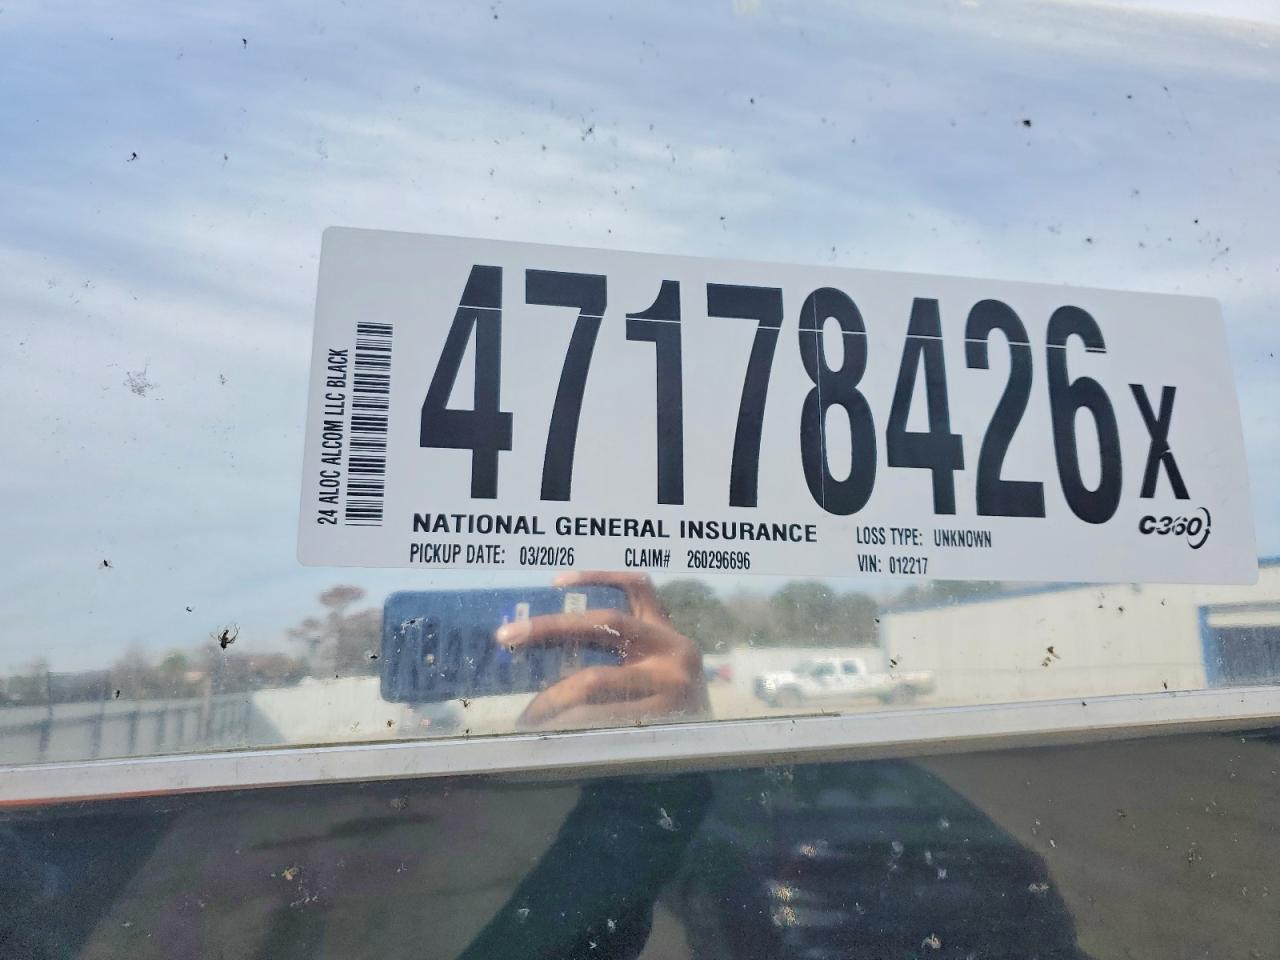 24 ALOC ALCOM LLC BLACK
47178426 X
NATIONAL GENERAL INSURANCE
LOSS TYPE: UNKNOWN
C360
PICKUP DATE: 03/20/26 CLAIM# 260296696 VIN: 012217